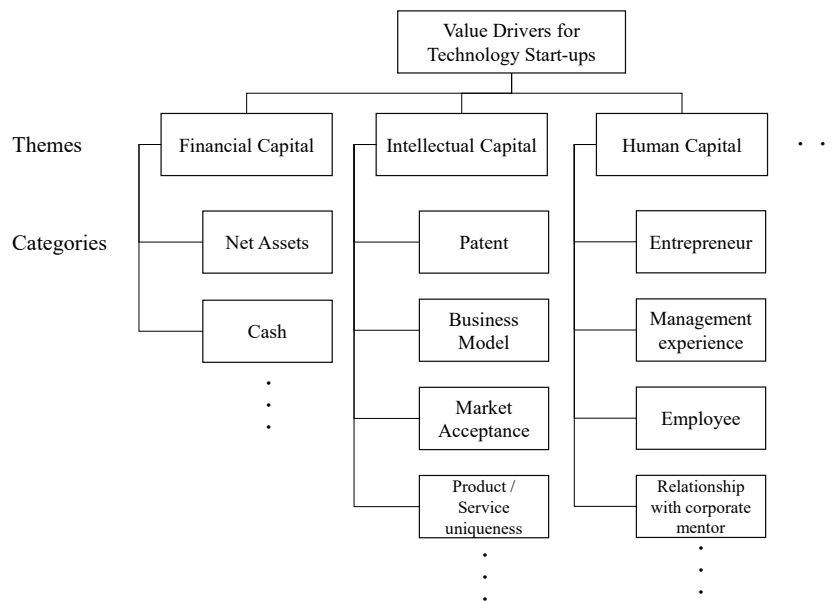 Value Drivers for
Technology Start-ups
Themes
Financial Capital
Intellectual Capital
Human Capital
Categories
Net Assets
Patent
Entrepreneur
Cash
Business
Model
Management
experience
Market
Acceptance
Employee
Product /
Service
uniqueness
Relationship
with corporate
mentor